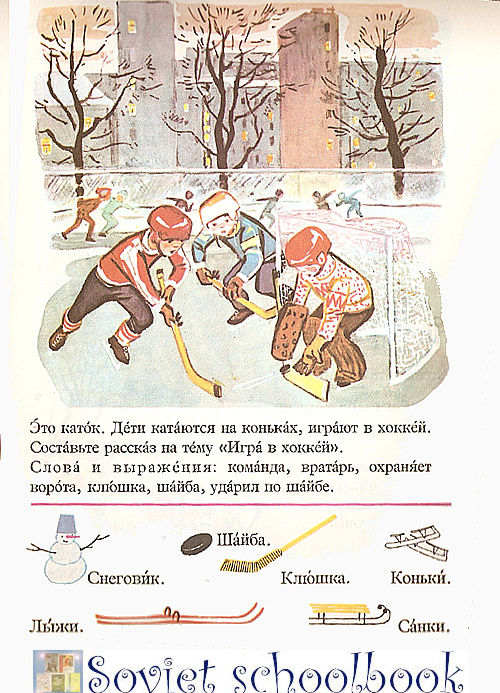 Э́то като́к. Де́ти ката́ются на конька́х, игра́ют в хокке́й.
Соста́вьте расска́з на те́му «Игра́ в хокке́й».
Слова́ и выраже́ния: кома́нда, врата́рь, охраня́ет
воро́та, клю́шка, ша́йба, уда́рил по ша́йбе.
Снегови́к.
Ша́йба.
Клю́шка.
Коньки́.
Лы́жи.
Са́нки.
Soviet schoolbook